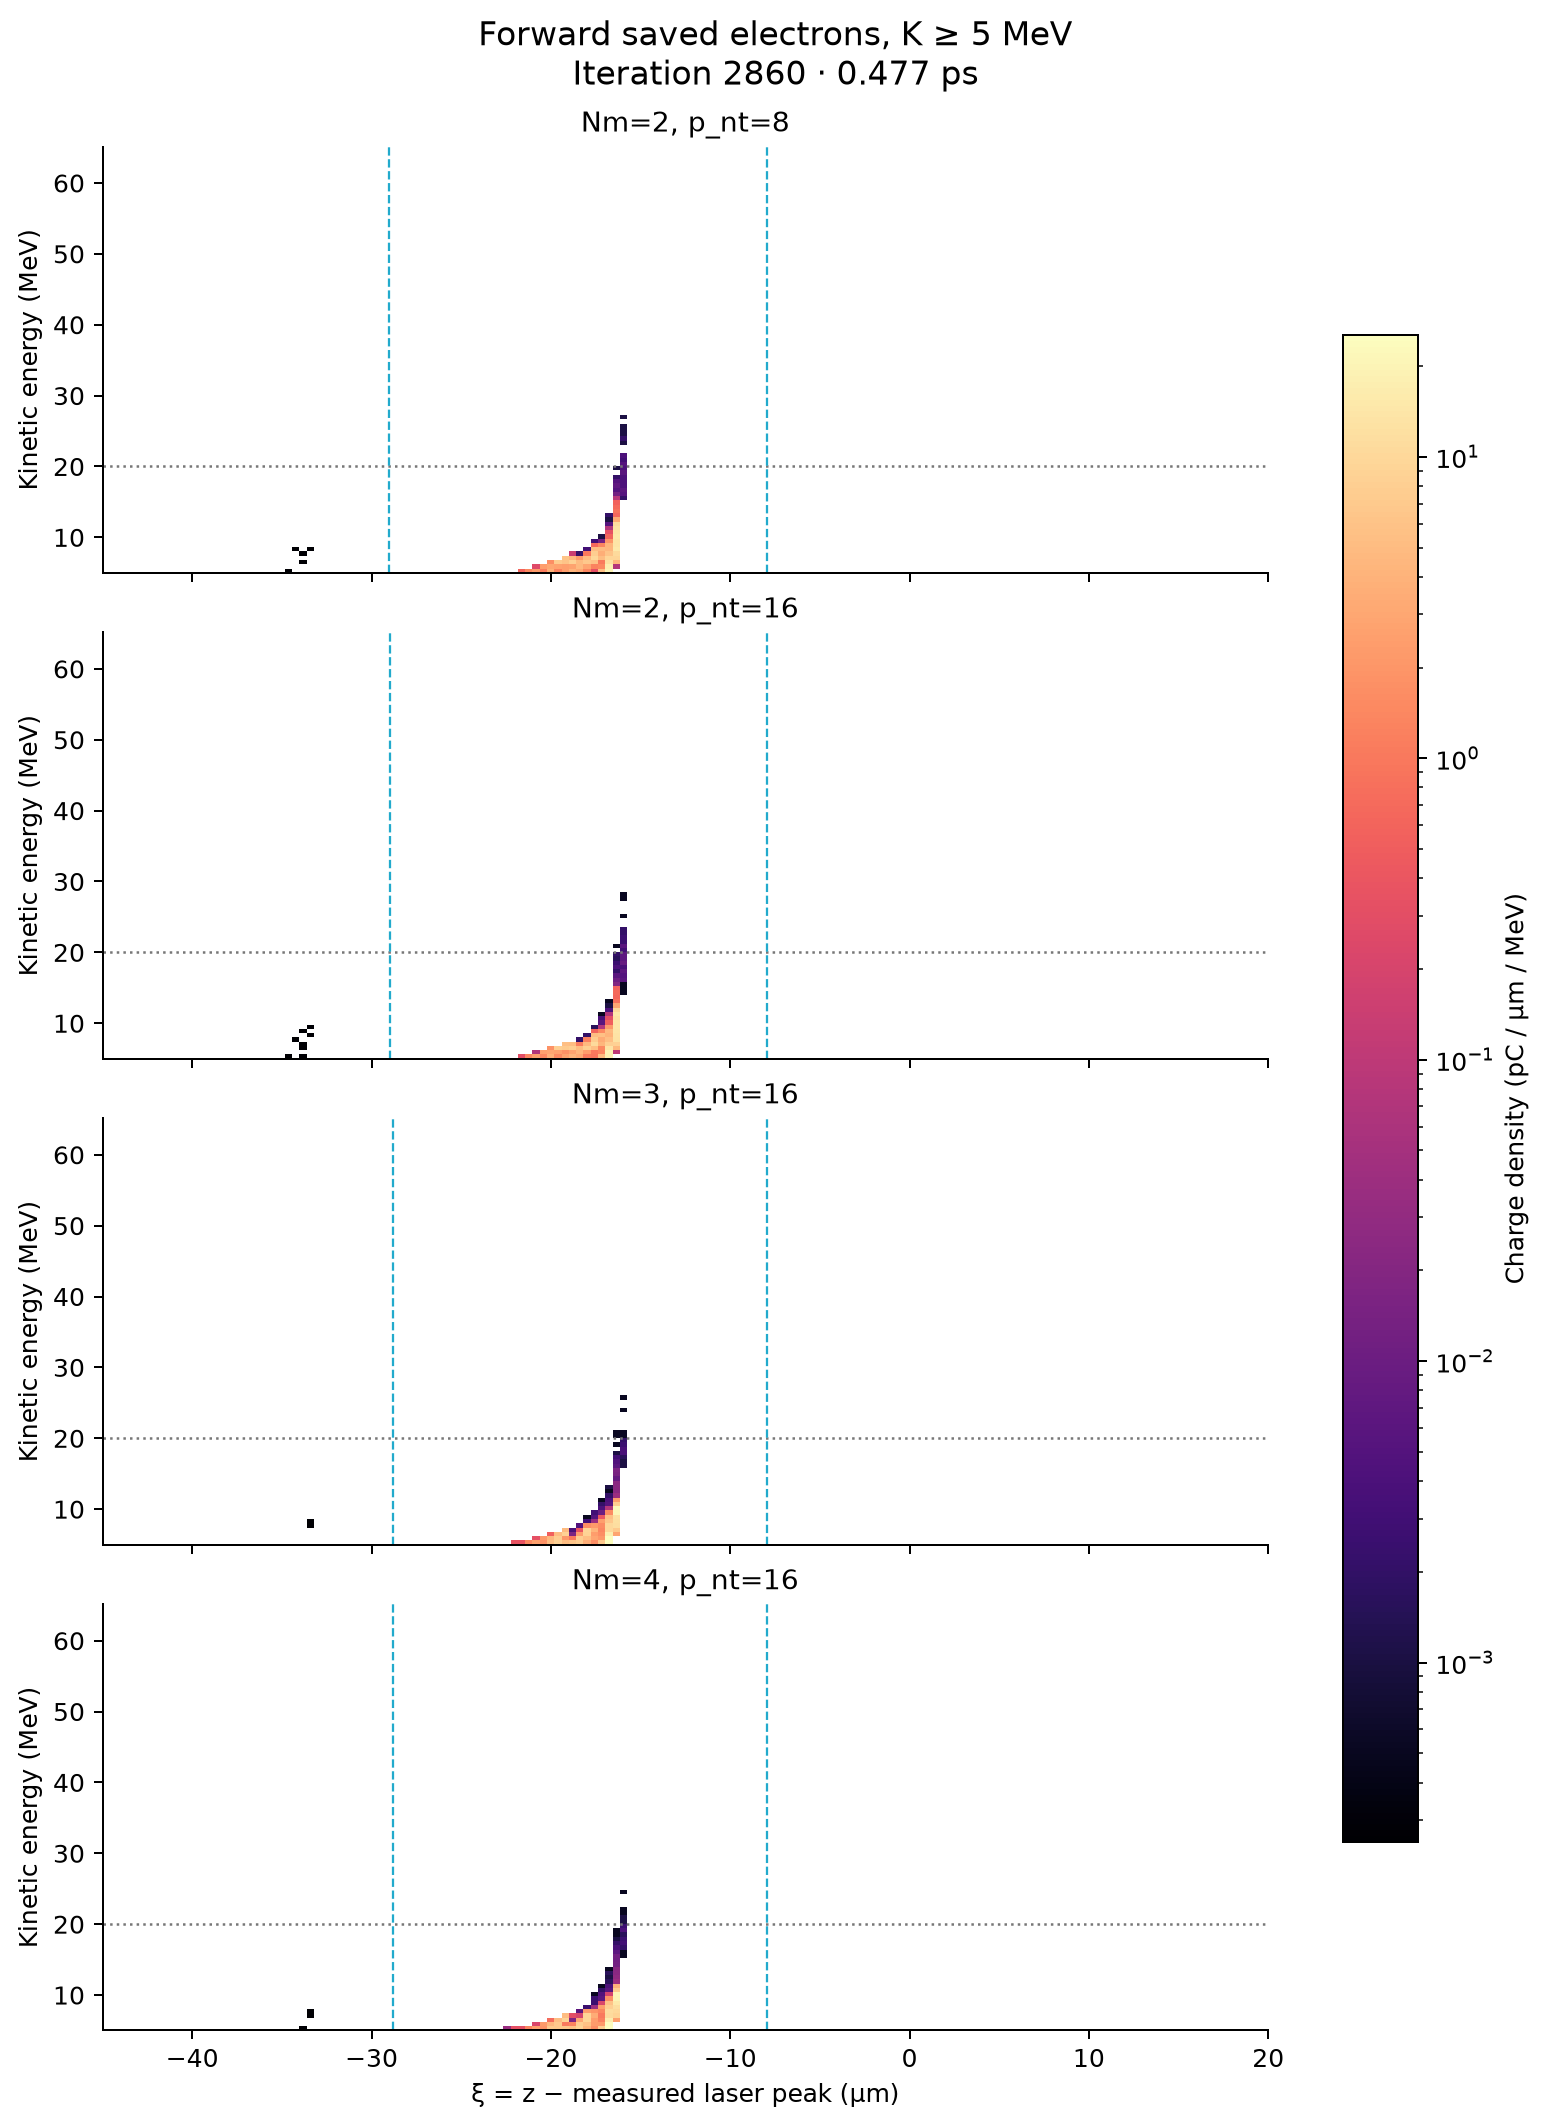 Forward saved electrons, K ≥ 5 MeV
Iteration 2860 · 0.477 ps
Nm=2, p_nt=8
Kinetic energy (MeV)
60
50
40
30
20
10
Nm=2, p_nt=16
Kinetic energy (MeV)
60
50
40
30
20
10
Nm=3, p_nt=16
Kinetic energy (MeV)
60
50
40
30
20
10
Nm=4, p_nt=16
Kinetic energy (MeV)
60
50
40
30
20
10
−40 −30 −20 −10 0 10 20
ξ = z − measured laser peak (μm)
10¹
10⁰
10⁻¹
10⁻²
10⁻³
Charge density (pC / μm / MeV)